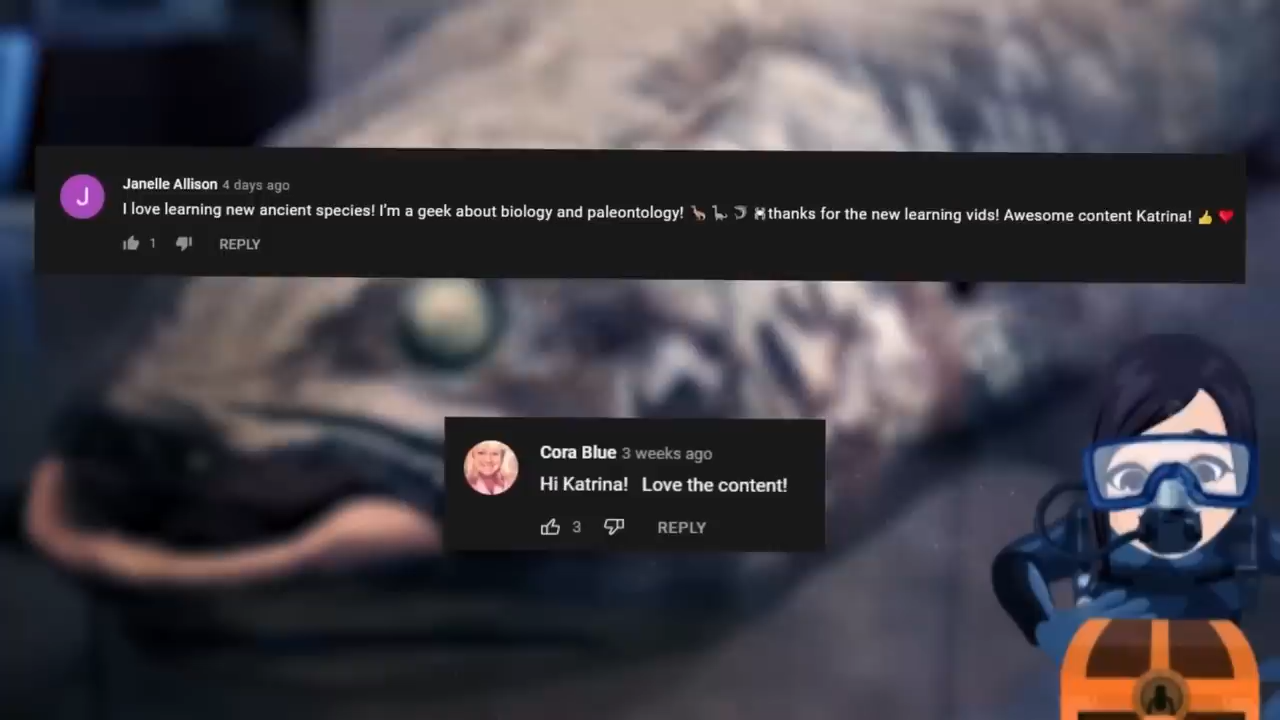 Janelle Allison 4 days ago
I love learning new ancient species! I'm a geek about biology and paleontology! 🦒 🦕 🦐 ☠thanks for the new learning vids! Awesome content Katrina! 👍 ❤️
1 REPLY
Cora Blue 3 weeks ago
Hi Katrina! Love the content!
3 REPLY